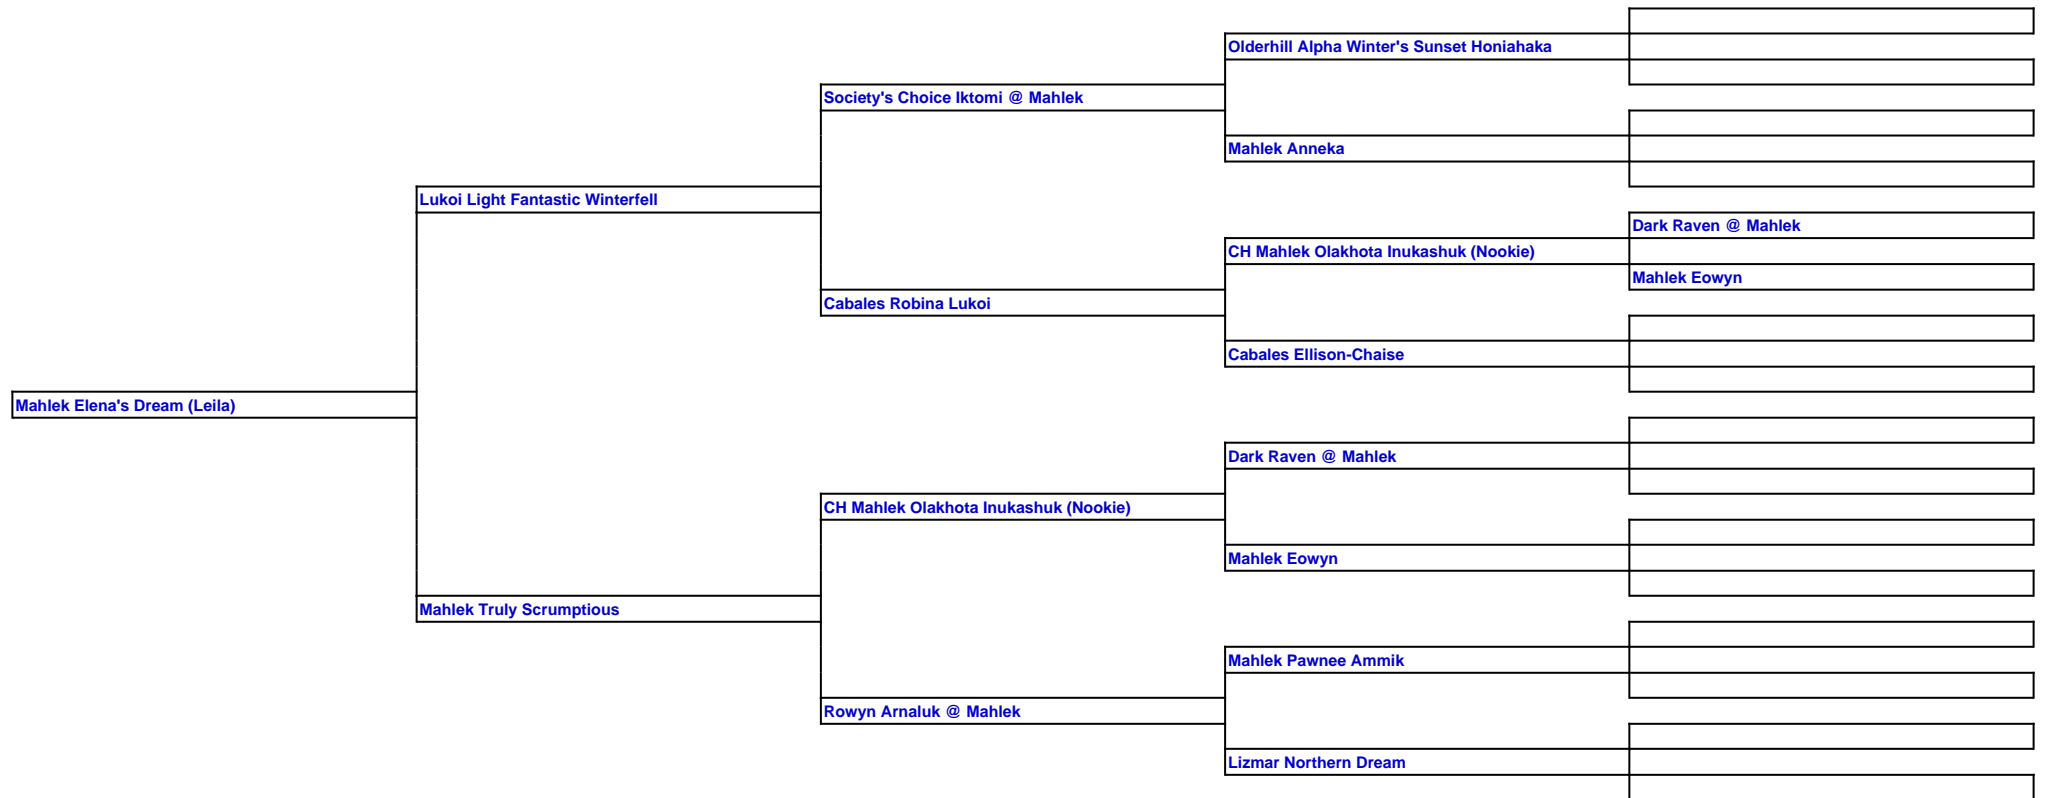 Olderhill Alpha Winter's Sunset Honiahaka
Society's Choice Iktomi @ Mahlek
Mahlek Anneka
Lukoi Light Fantastic Winterfell
Dark Raven @ Mahlek
CH Mahlek Olakhota Inukashuk (Nookie)
Mahlek Eowyn
Cabales Robina Lukoi
Cabales Ellison-Chaise
Mahlek Elena's Dream (Leila)
Dark Raven @ Mahlek
CH Mahlek Olakhota Inukashuk (Nookie)
Mahlek Eowyn
Mahlek Truly Scrumptious
Mahlek Pawnee Ammik
Rowyn Arnaluk @ Mahlek
Lizmar Northern Dream